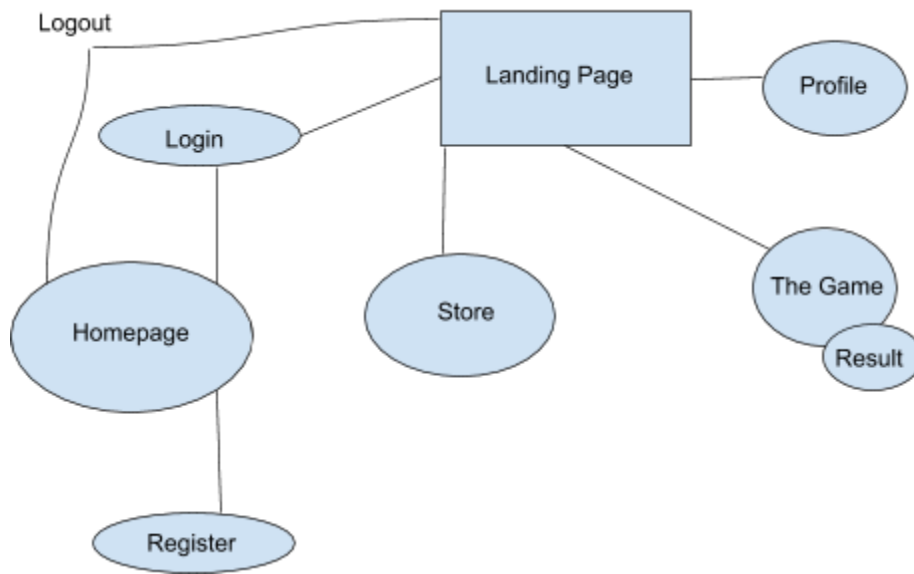 Logout
Landing Page
Profile
Login
The Game
Store
Homepage
Result
Register